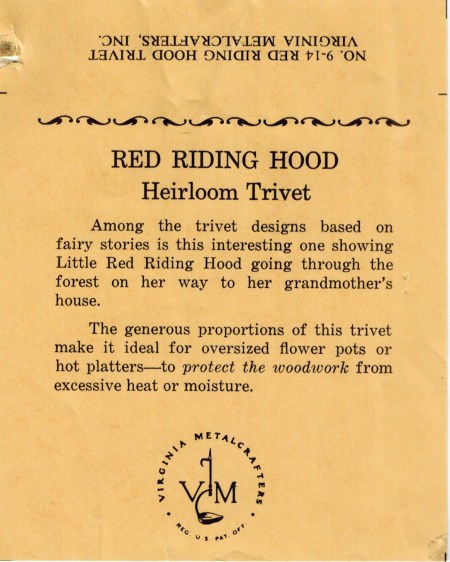 NO. 9-14 RED RIDING HOOD TRIVET
VIRGINIA METALCRAFTERS, INC.
RED RIDING HOOD
Heirloom Trivet
Among the trivet designs based on
fairy stories is this interesting one showing
Little Red Riding Hood going through the
forest on her way to her grandmother's
house.
The generous proportions of this trivet
make it ideal for oversized flower pots or
hot platters—to protect the woodwork from
excessive heat or moisture.
VIRGINIA METALCRAFTERS
V M
REG. U S PAT. OFF.